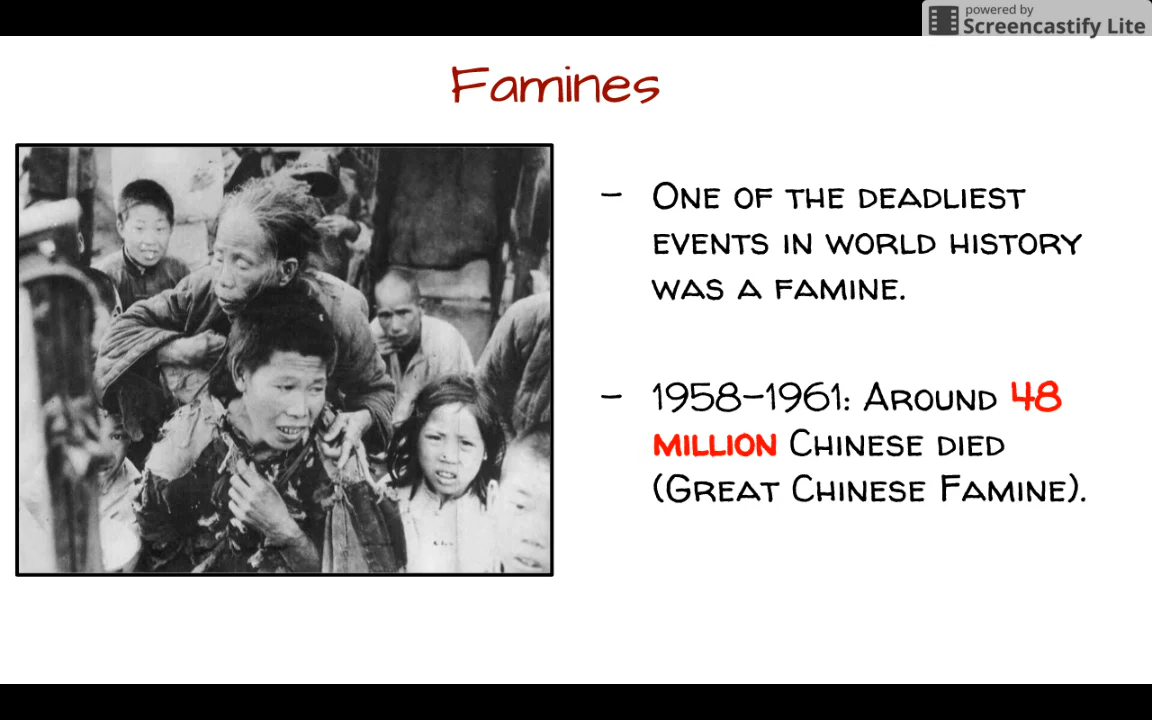 powered by
Screencastify Lite
Famines
- One of the deadliest
events in world history
was a famine.
- 1958-1961: Around 48
million Chinese died
(Great Chinese Famine).